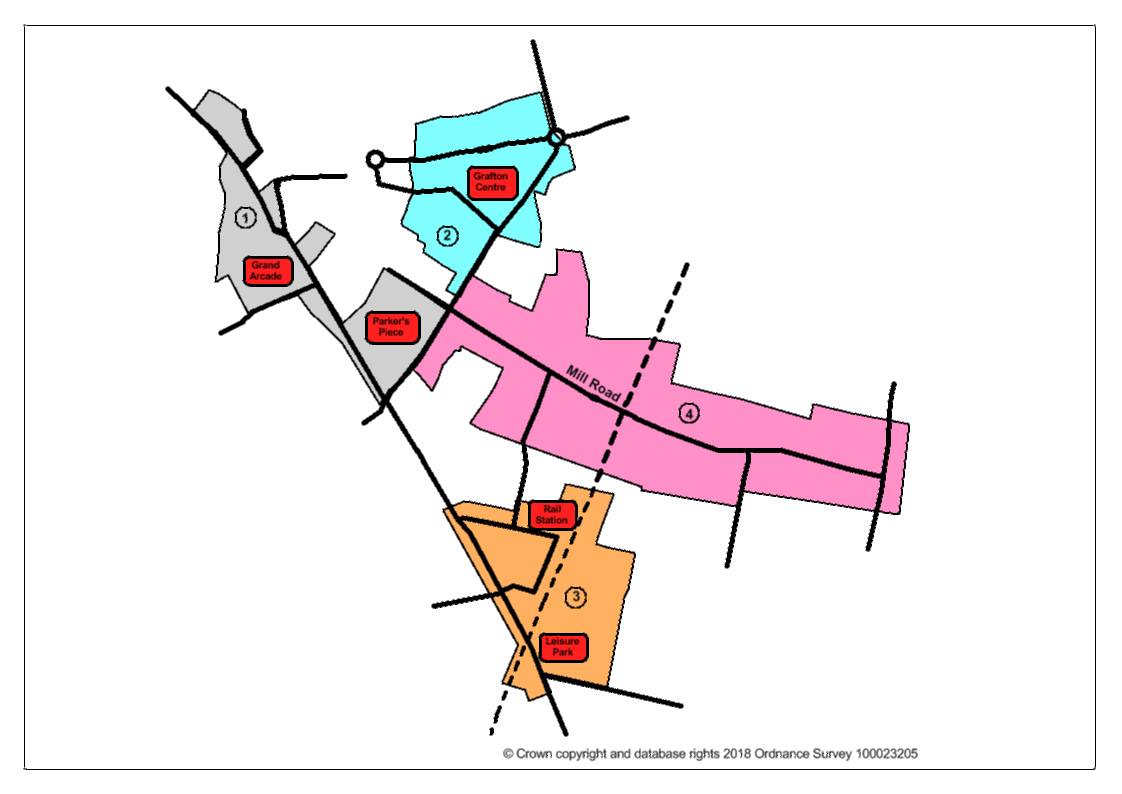 Grafton
Centre
1
2
Grand
Arcade
Parker's
Piece
Mill Road
4
Rail
Station
3
Leisure
Park
© Crown copyright and database rights 2018 Ordnance Survey 100023205